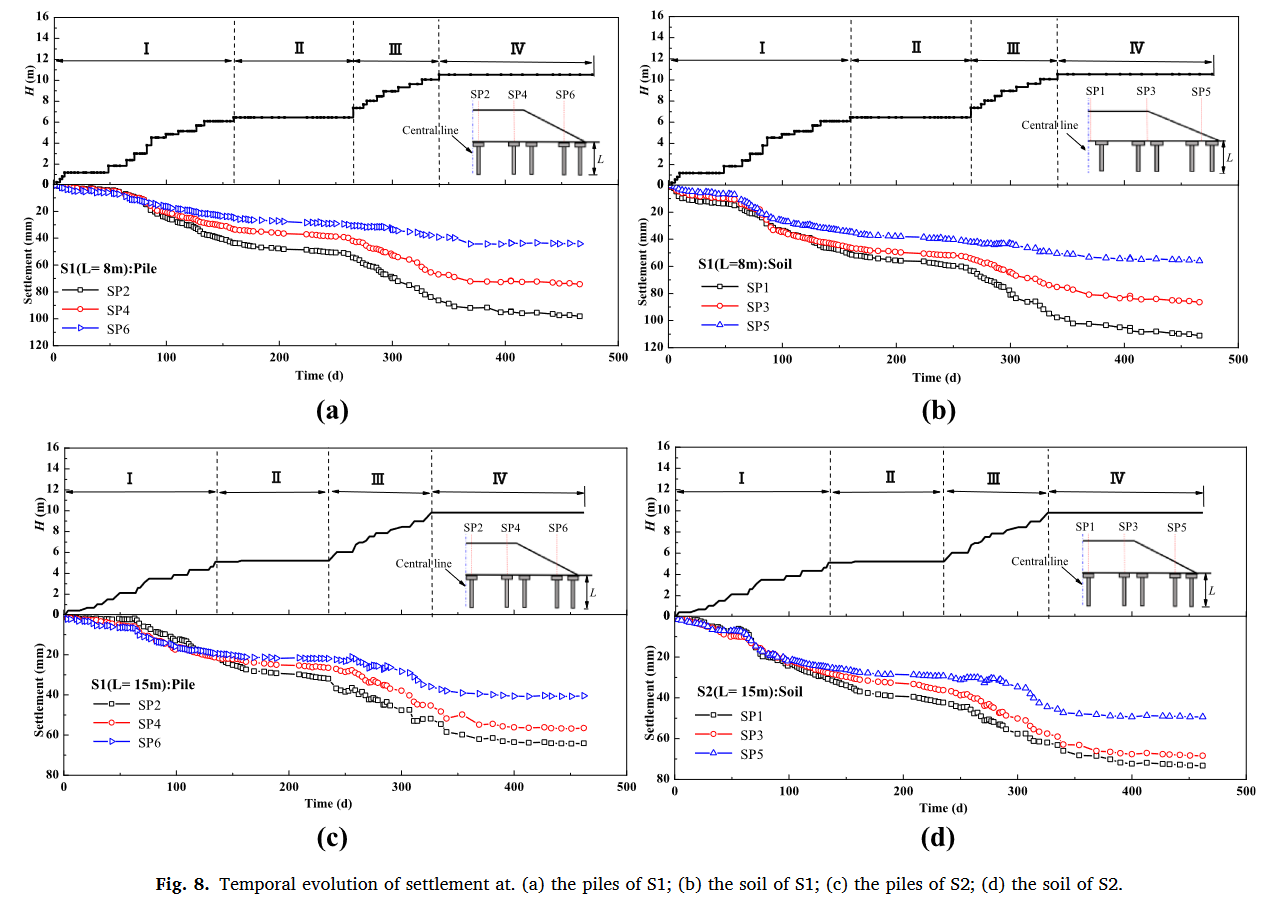 16
14
12
10
8
6
4
2
0
H (m)
I
II
III
IV
SP2
SP4
SP6
Central line
L
20
40
60
80
100
120
Settlement (mm)
S1(L= 8m):Pile
SP2
SP4
SP6
0
100
200
300
400
500
Time (d)
(a)
16
14
12
10
8
6
4
2
0
H (m)
I
II
III
IV
SP1
SP3
SP5
Central line
L
20
40
60
80
100
120
Settlement (mm)
S1(L=8m):Soil
SP1
SP3
SP5
0
100
200
300
400
500
Time (d)
(b)
16
14
12
10
8
6
4
2
0
H (m)
I
II
III
IV
SP2
SP4
SP6
Central line
L
20
40
60
80
Settlement (mm)
S1(L= 15m):Pile
SP2
SP4
SP6
0
100
200
300
400
500
Time (d)
(c)
16
14
12
10
8
6
4
2
0
H (m)
I
II
III
IV
SP1
SP3
SP5
Central line
L
20
40
60
80
Settlement (mm)
S2(L= 15m):Soil
SP1
SP3
SP5
0
100
200
300
400
500
Time (d)
(d)
Fig. 8. Temporal evolution of settlement at. (a) the piles of S1; (b) the soil of S1; (c) the piles of S2; (d) the soil of S2.